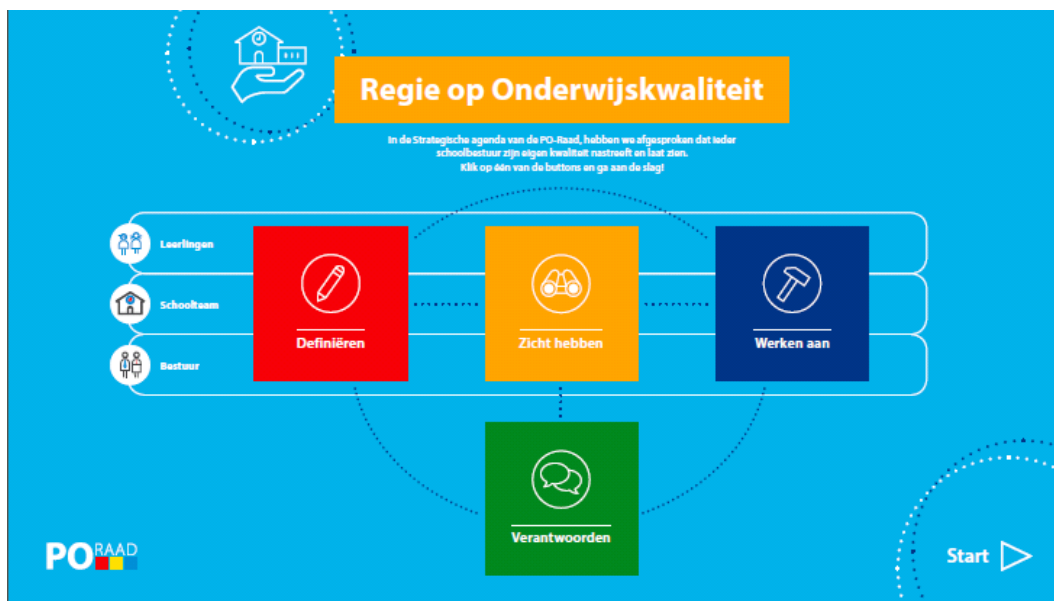 Regie op Onderwijskwaliteit
In de Strategische agenda van de PO-Raad, hebben we afgesproken dat ieder
schoolbestuur zijn eigen kwaliteit nastreeft en laat zien.
Klik op één van de buttons en ga aan de slag!
Leerlingen
Schoolteam
Bestuur
Definiëren
Zicht hebben
Werken aan
Verantwoorden
PO RAAD
Start